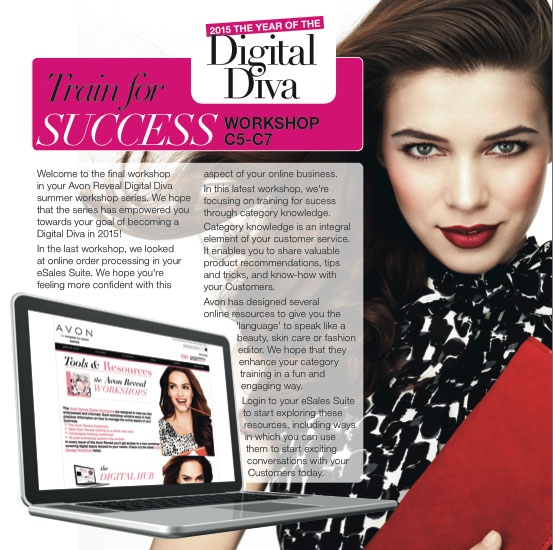 2015 THE YEAR OF THE
Digital
Diva
Train for
SUCCESS WORKSHOP
C5-C7
Welcome to the final workshop
in your Avon Reveal Digital Diva
summer workshop series. We hope
that the series has empowered you
towards your goal of becoming a
Digital Diva in 2015!
In the last workshop, we looked
at online order processing in your
eSales Suite. We hope you're
feeling more confident with this
aspect of your online business.
In this latest workshop, we're
focusing on training for sucess
through category knowledge.
Category knowledge is an integral
element of your customer service.
It enables you to share valuable
product recommendations, tips
and tricks, and know-how with
your Customers.
Avon has designed several
online resources to give you the
'language' to speak like a
beauty, skin care or fashion
editor. We hope that they
enhance your category
training in a fun and
engaging way.
Login to your eSales Suite
to start exploring these
resources, including ways
in which you can use
them to start exciting
conversations with your
Customers today.
AVON
Tools & Resources
the Avon Reveal
WORKSHOPS
the
DIGITAL HUB